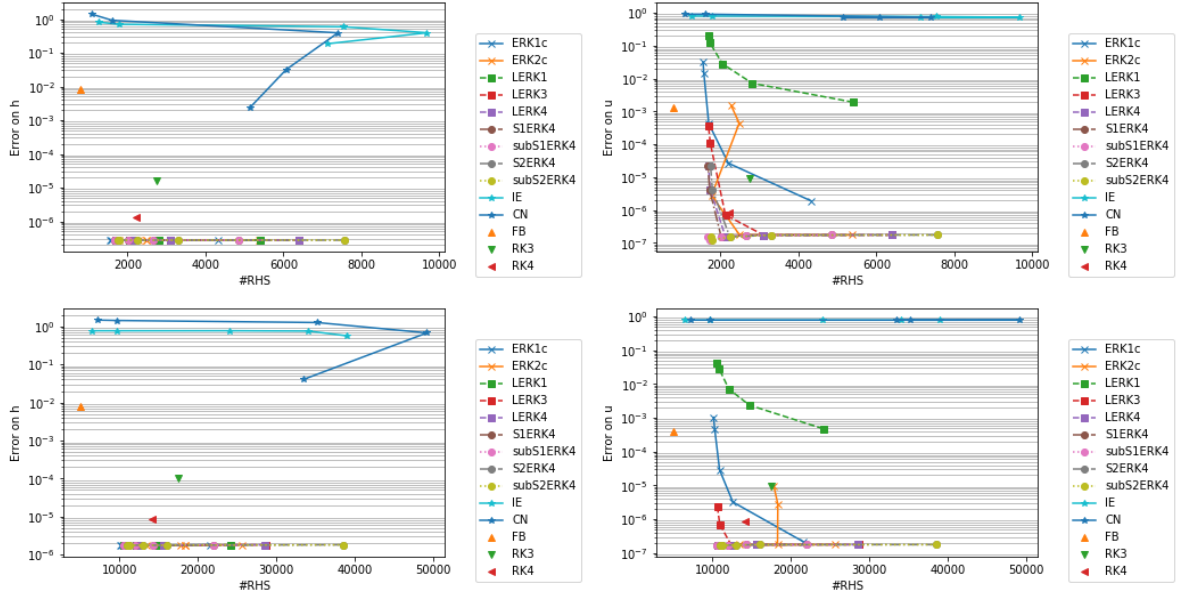 Error on h
10⁰
10⁻¹
10⁻²
10⁻³
10⁻⁴
10⁻⁵
10⁻⁶
2000 4000 6000 8000 10000
#RHS
ERK1c
ERK2c
LERK1
LERK3
LERK4
S1ERK4
subS1ERK4
S2ERK4
subS2ERK4
IE
CN
FB
RK3
RK4
Error on u
10⁰
10⁻¹
10⁻²
10⁻³
10⁻⁴
10⁻⁵
10⁻⁶
10⁻⁷
2000 4000 6000 8000 10000
#RHS
ERK1c
ERK2c
LERK1
LERK3
LERK4
S1ERK4
subS1ERK4
S2ERK4
subS2ERK4
IE
CN
FB
RK3
RK4
Error on h
10⁰
10⁻¹
10⁻²
10⁻³
10⁻⁴
10⁻⁵
10⁻⁶
10000 20000 30000 40000 50000
#RHS
ERK1c
ERK2c
LERK1
LERK3
LERK4
S1ERK4
subS1ERK4
S2ERK4
subS2ERK4
IE
CN
FB
RK3
RK4
Error on u
10⁰
10⁻¹
10⁻²
10⁻³
10⁻⁴
10⁻⁵
10⁻⁶
10⁻⁷
10000 20000 30000 40000 50000
#RHS
ERK1c
ERK2c
LERK1
LERK3
LERK4
S1ERK4
subS1ERK4
S2ERK4
subS2ERK4
IE
CN
FB
RK3
RK4